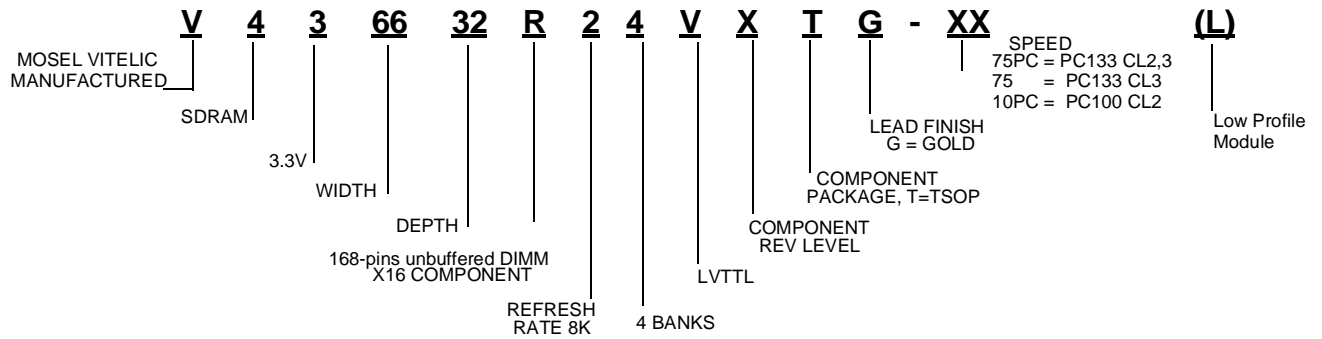 V 4 3 66 32 R 2 4 V X T G - XX (L)
MOSEL VITELIC
MANUFACTURED
SDRAM
3.3V
WIDTH
DEPTH
168-pins unbuffered DIMM
X16 COMPONENT
REFRESH
RATE 8K
4 BANKS
LVTTL
COMPONENT
REV LEVEL
COMPONENT
PACKAGE, T=TSOP
LEAD FINISH
G = GOLD
SPEED
75PC = PC133 CL2,3
75 = PC133 CL3
10PC = PC100 CL2
Low Profile
Module